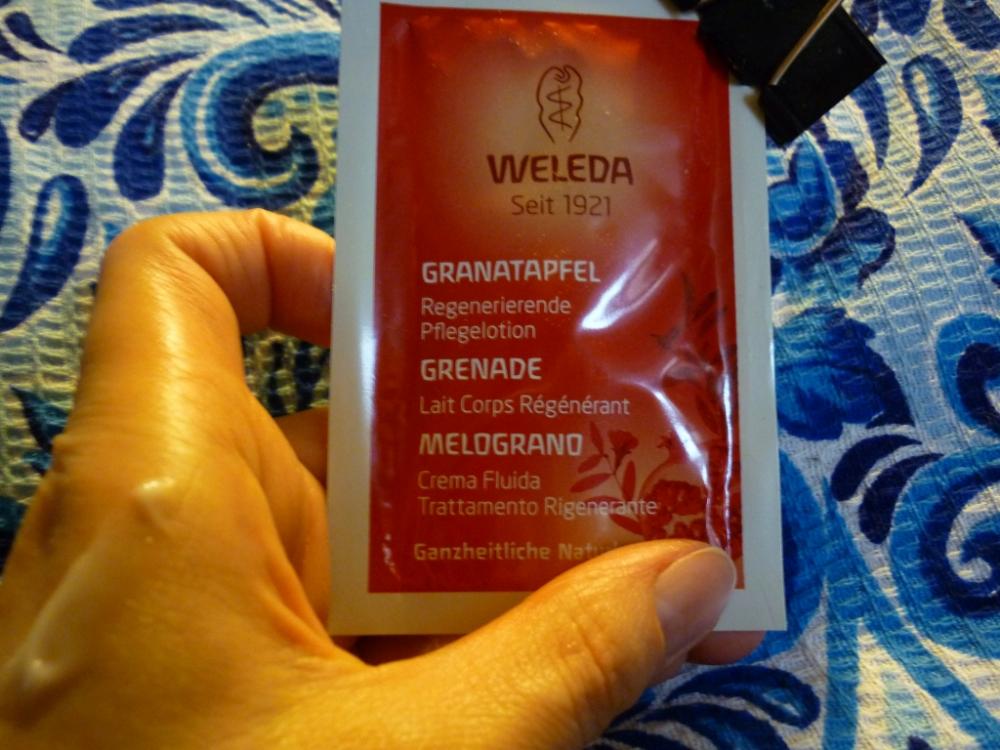 WELEDA
Seit 1921
GRANATAPFEL
Regenerierende
Pflegelotion
GRENADE
Lait Corps Régénérant
MELOGRANO
Crema Fluida
Trattamento Rigenerante
Ganzheitliche